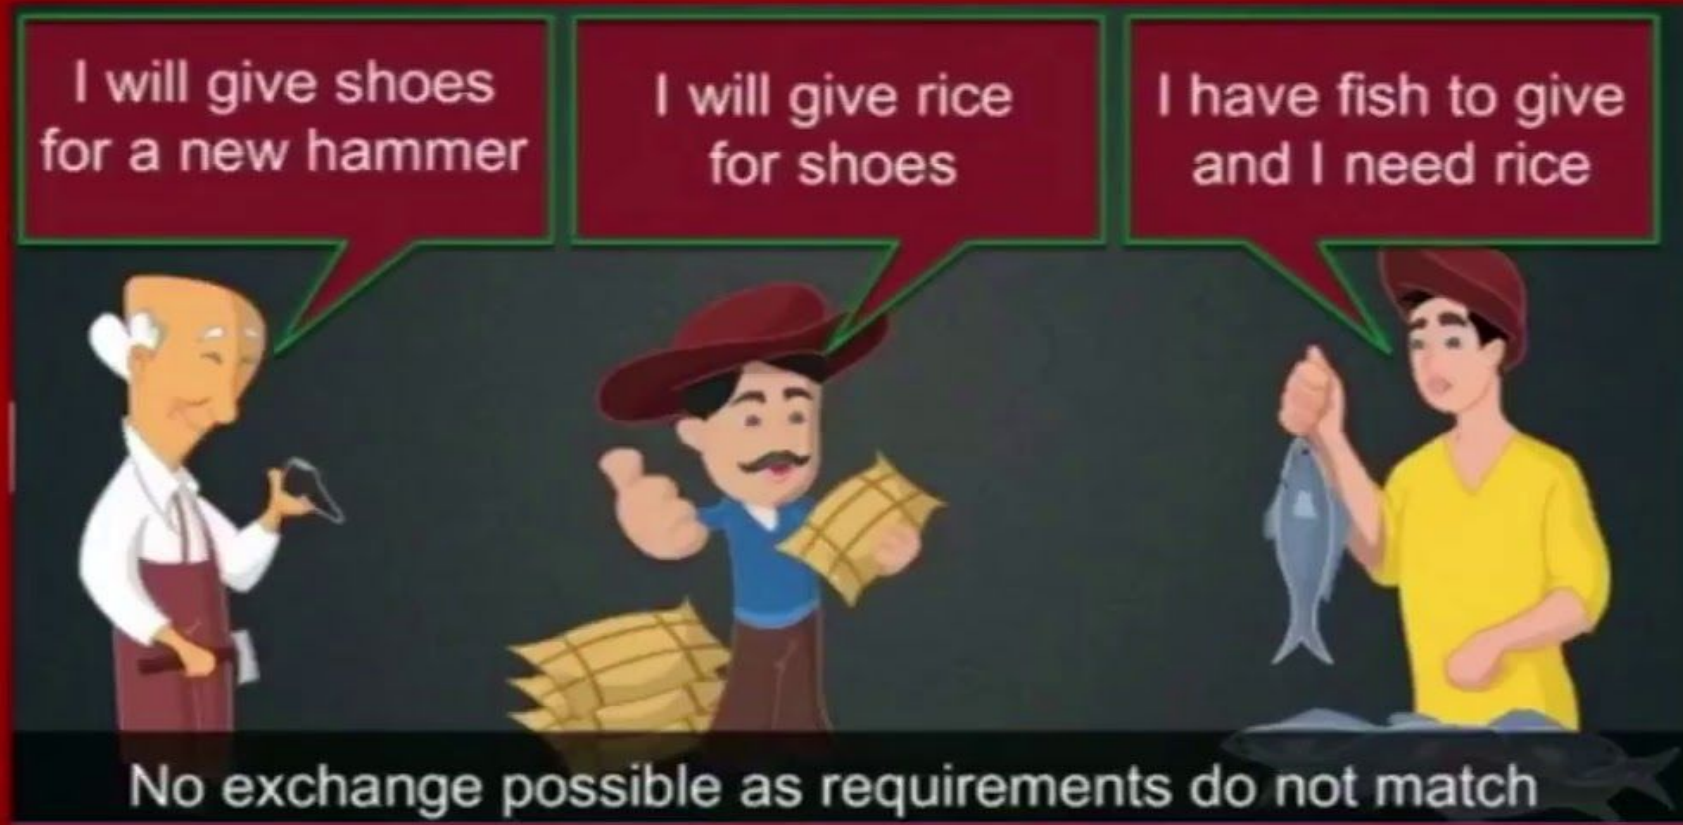 I will give shoes
for a new hammer
I will give rice
for shoes
I have fish to give
and I need rice
No exchange possible as requirements do not match